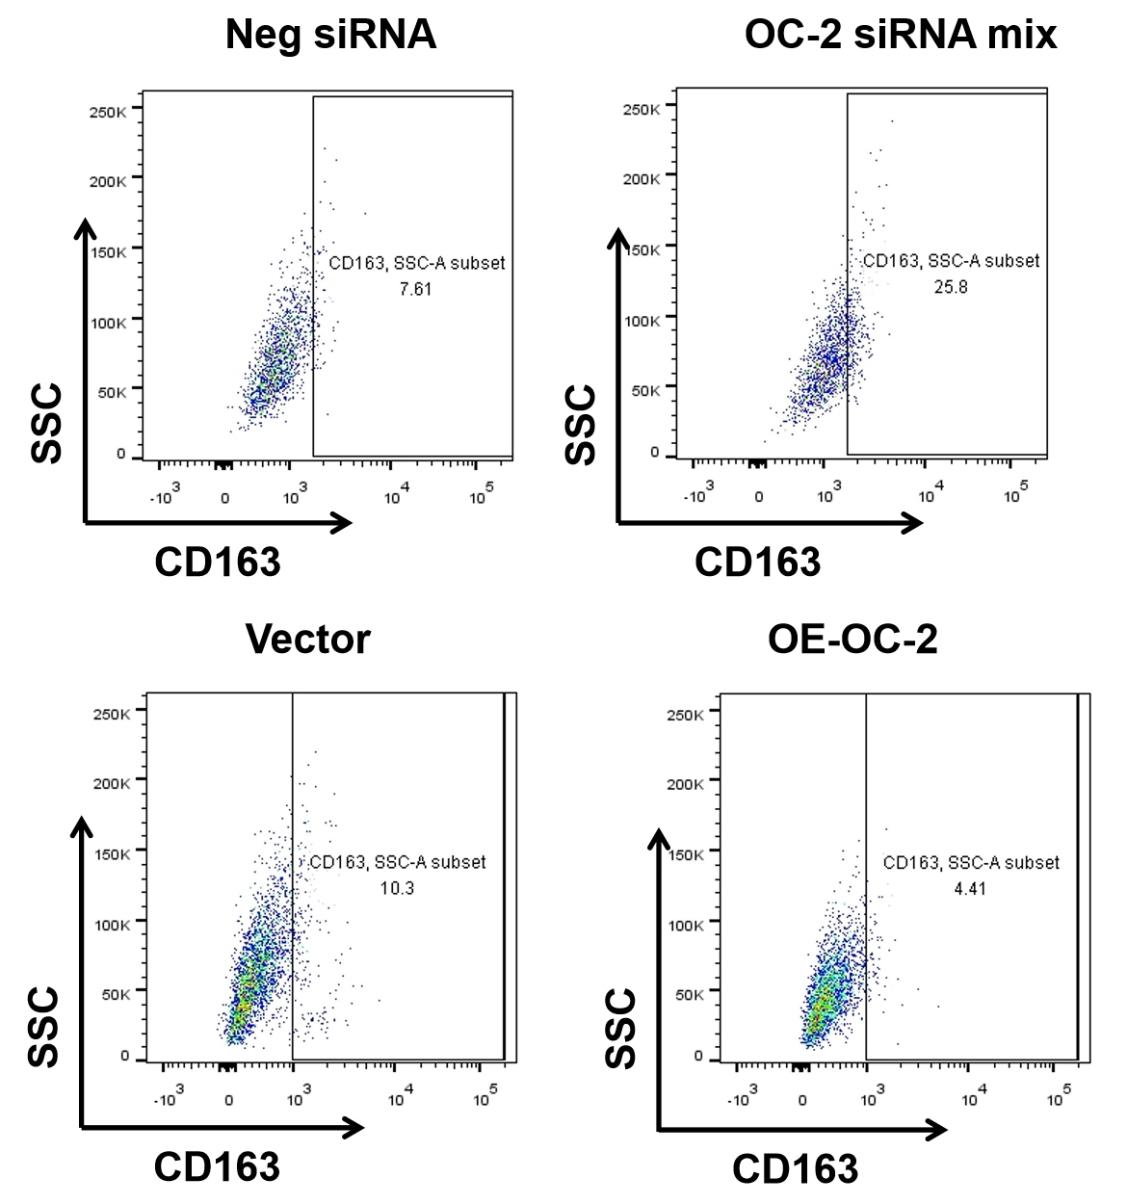 Neg siRNA
OC-2 siRNA mix
250K
200K
150K
100K
50K
0
CD163, SSC-A subset
7.61
-10^3 0 10^3 10^4 10^5
SSC
CD163
250K
200K
150K
100K
50K
0
CD163, SSC-A subset
25.8
-10^3 0 10^3 10^4 10^5
SSC
CD163
Vector
OE-OC-2
250K
200K
150K
100K
50K
0
CD163, SSC-A subset
10.3
-10^3 0 10^3 10^4 10^5
SSC
CD163
250K
200K
150K
100K
50K
0
CD163, SSC-A subset
4.41
-10^3 0 10^3 10^4 10^5
SSC
CD163